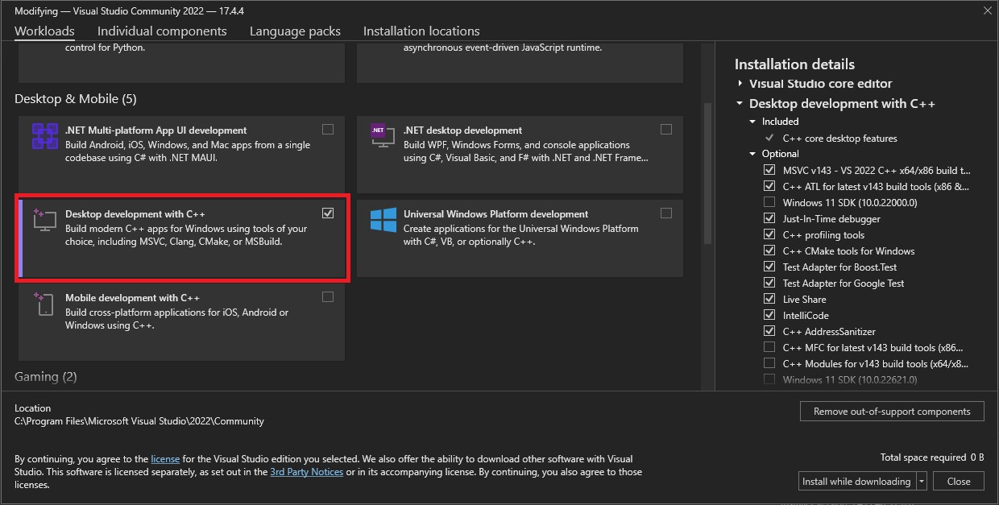 Modifying — Visual Studio Community 2022 — 17.4.4
Workloads
Individual components
Language packs
Installation locations
control for Python.
asynchronous event-driven JavaScript runtime.
Desktop & Mobile (5)
.NET Multi-platform App UI development
Build Android, iOS, Windows, and Mac apps from a single
codebase using C# with .NET MAUI.
.NET
.NET desktop development
Build WPF, Windows Forms, and console applications
using C#, Visual Basic, and F# with .NET and .NET Frame...
Desktop development with C++
Build modern C++ apps for Windows using tools of your
choice, including MSVC, Clang, CMake, or MSBuild.
Universal Windows Platform development
Create applications for the Universal Windows Platform
with C#, VB, or optionally C++.
Mobile development with C++
Build cross-platform applications for iOS, Android or
Windows using C++.
Gaming (2)
Installation details
Visual Studio core editor
Desktop development with C++
Included
C++ core desktop features
Optional
MSVC v143 - VS 2022 C++ x64/x86 build t...
C++ ATL for latest v143 build tools (x86 &...
Windows 11 SDK (10.0.22000.0)
Just-In-Time debugger
C++ profiling tools
C++ CMake tools for Windows
Test Adapter for Boost.Test
Test Adapter for Google Test
Live Share
IntelliCode
C++ AddressSanitizer
C++ MFC for latest v143 build tools (x86...
C++ Modules for v143 build tools (x64/x8...
Windows 11 SDK (10.0.22621.0)
Location
C:\Program Files\Microsoft Visual Studio\2022\Community
Remove out-of-support components
By continuing, you agree to the license for the Visual Studio edition you selected. We also offer the ability to download other software with Visual
Studio. This software is licensed separately, as set out in the 3rd Party Notices or in its accompanying license. By continuing, you also agree to those
licenses.
Total space required 0 B
Install while downloading
Close